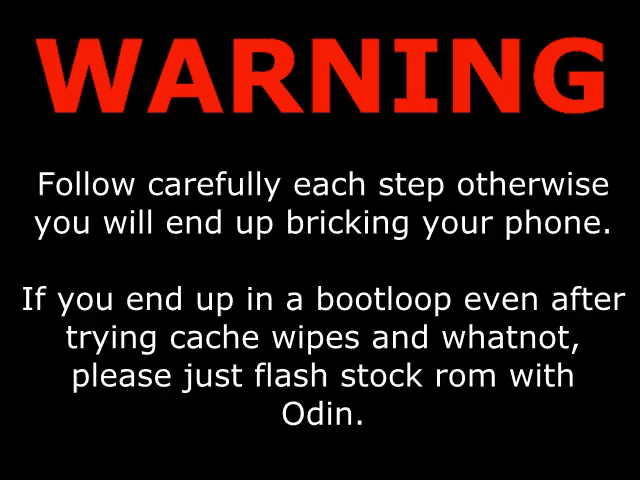 WARNING
Follow carefully each step otherwise
you will end up bricking your phone.
If you end up in a bootloop even after
trying cache wipes and whatnot,
please just flash stock rom with
Odin.